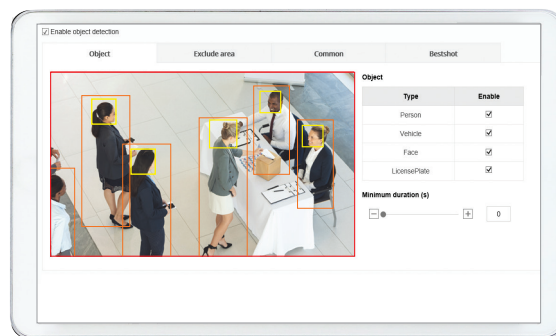 Enable object detection
Object Exclude area Common Bestshot
Object
Type Enable
Person
Vehicle
Face
LicensePlate
Minimum duration (s)
0